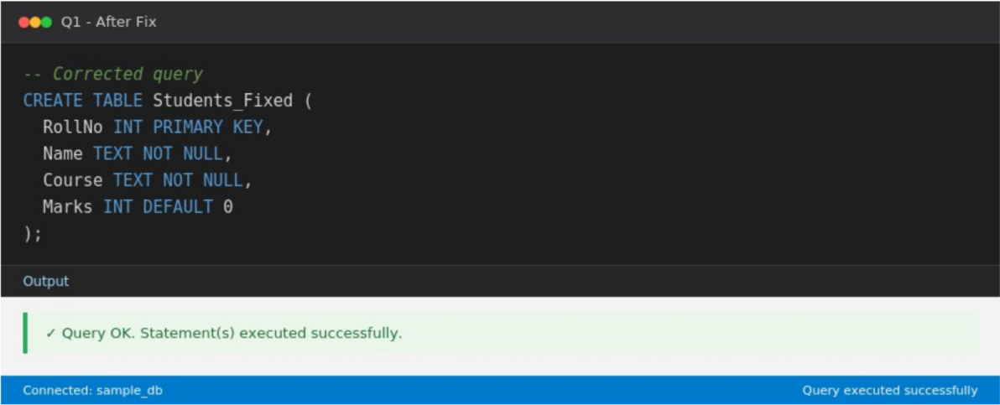 Q1 - After Fix
-- Corrected query
CREATE TABLE Students_Fixed (
  RollNo INT PRIMARY KEY,
  Name TEXT NOT NULL,
  Course TEXT NOT NULL,
  Marks INT DEFAULT 0
);
Output
✓ Query OK. Statement(s) executed successfully.
Connected: sample_db
Query executed successfully